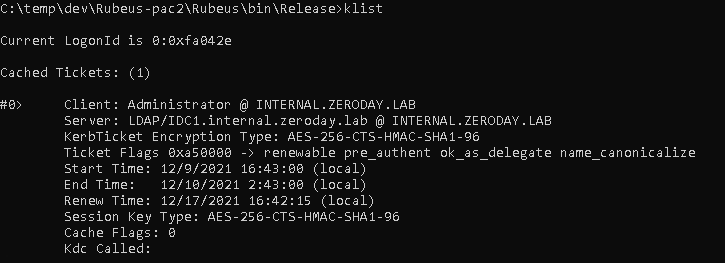 C:\temp\dev\Rubeus-pac2\Rubeus\bin\Release>klist
Current LogonId is 0:0xfa042e
Cached Tickets: (1)
#0>     Client: Administrator @ INTERNAL.ZERODAY.LAB
        Server: LDAP/IDC1.internal.zeroday.lab @ INTERNAL.ZERODAY.LAB
        KerbTicket Encryption Type: AES-256-CTS-HMAC-SHA1-96
        Ticket Flags 0xa50000 -> renewable pre_authent ok_as_delegate name_canonicalize
        Start Time: 12/9/2021 16:43:00 (local)
        End Time:   12/10/2021 2:43:00 (local)
        Renew Time: 12/17/2021 16:42:15 (local)
        Session Key Type: AES-256-CTS-HMAC-SHA1-96
        Cache Flags: 0
        Kdc Called: